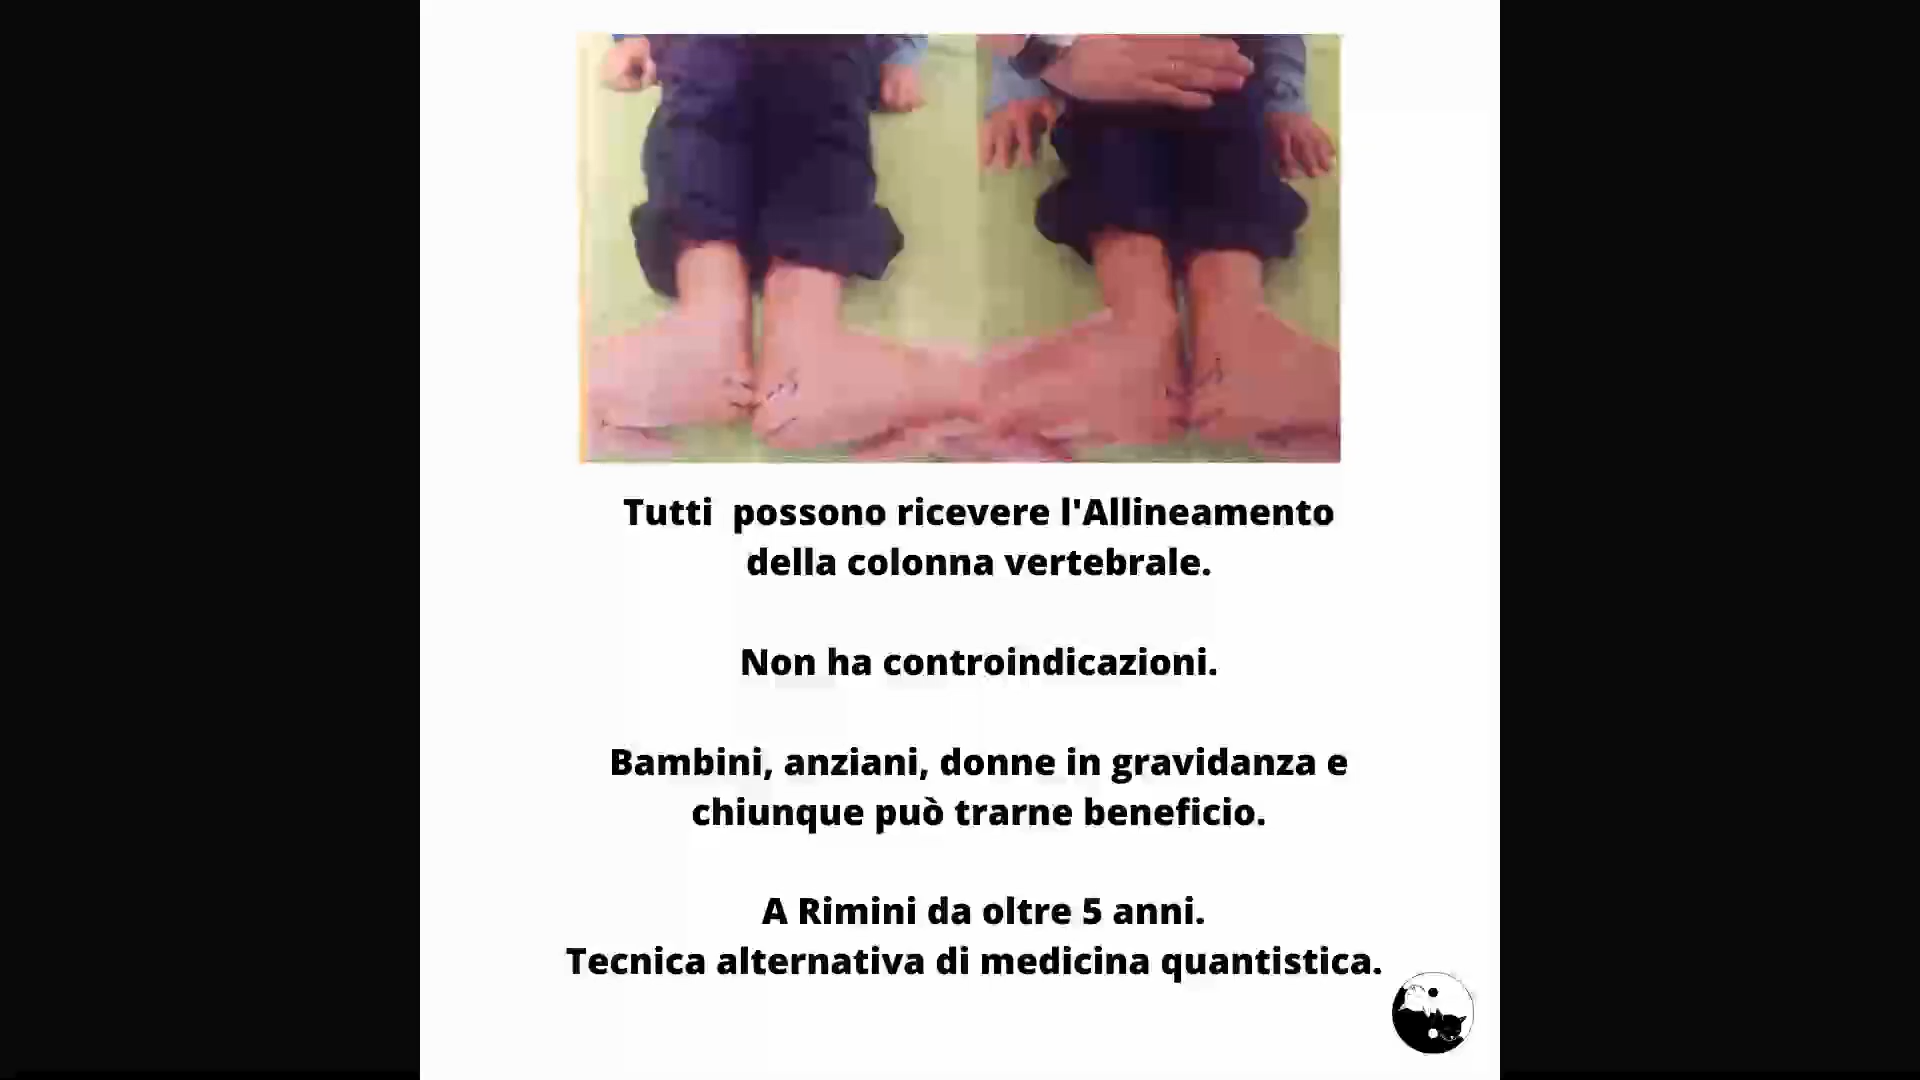 Tutti possono ricevere l'Allineamento
della colonna vertebrale.
Non ha controindicazioni.
Bambini, anziani, donne in gravidanza e
chiunque può trarne beneficio.
A Rimini da oltre 5 anni.
Tecnica alternativa di medicina quantistica.